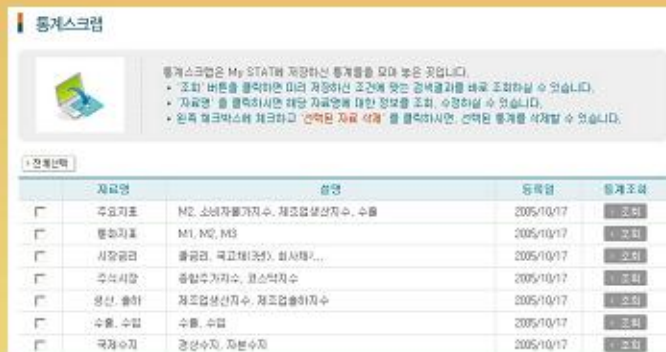 통계스크랩
통계스크랩은 My STAT에 저장하신 통계들을 모아 놓은 곳입니다.
• '조회' 버튼을 클릭하면 미리 저장하신 조건에 맞는 검색결과를 바로 조회하실 수 있습니다.
• '자료명' 을 클릭하시면 해당 자료명에 대한 정보를 조회, 수정하실 수 있습니다.
• 왼쪽 체크박스에 체크하고 '선택된 자료 삭제' 를 클릭하시면, 선택된 통계를 삭제할 수 있습니다.
전체선택
자료명 설명 등록일 통계조회
주요지표 M2, 소비자물가지수, 제조업생산지수, 수출 2005/10/17 조회
통화지표 M1, M2, M3 2005/10/17 조회
시장금리 콜금리, 국고채(3년), 회사채... 2005/10/17 조회
주식시장 종합주가지수, 코스닥지수 2005/10/17 조회
생산, 출하 제조업생산지수, 제조업출하지수 2005/10/17 조회
수출, 수입 수출, 수입 2005/10/17 조회
국제수지 경상수지, 자본수지 2005/10/17 조회